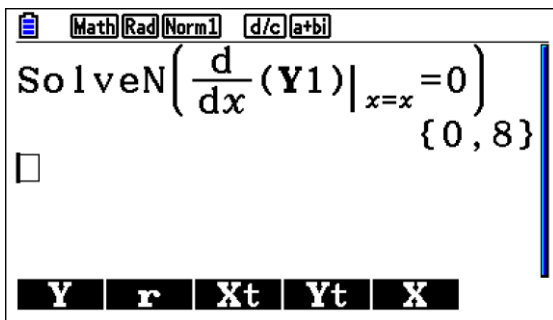 Math Rad Norm1 d/c a+bi
SolveN(d/dx(Y1)|x=x=0)
{0,8}
Y r Xt Yt X